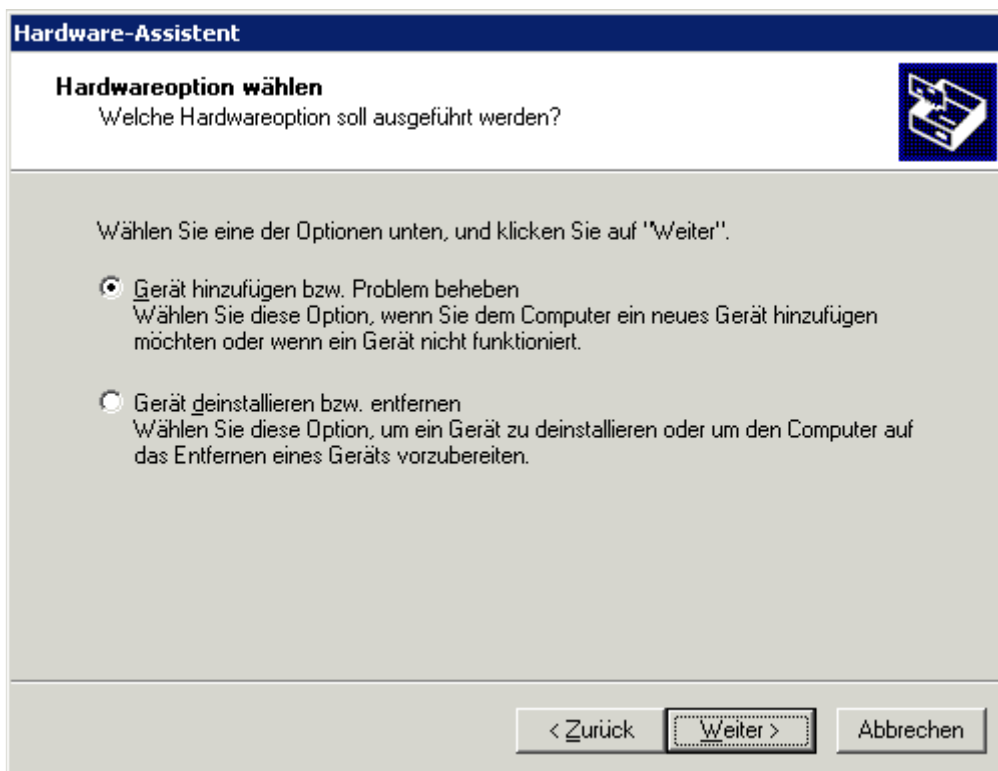 Hardware-Assistent
Hardwareoption wählen
Welche Hardwareoption soll ausgeführt werden?
Wählen Sie eine der Optionen unten, und klicken Sie auf "Weiter".
Gerät hinzufügen bzw. Problem beheben
Wählen Sie diese Option, wenn Sie dem Computer ein neues Gerät hinzufügen
möchten oder wenn ein Gerät nicht funktioniert.
Gerät deinstallieren bzw. entfernen
Wählen Sie diese Option, um ein Gerät zu deinstallieren oder um den Computer auf
das Entfernen eines Geräts vorzubereiten.
< Zurück Weiter > Abbrechen